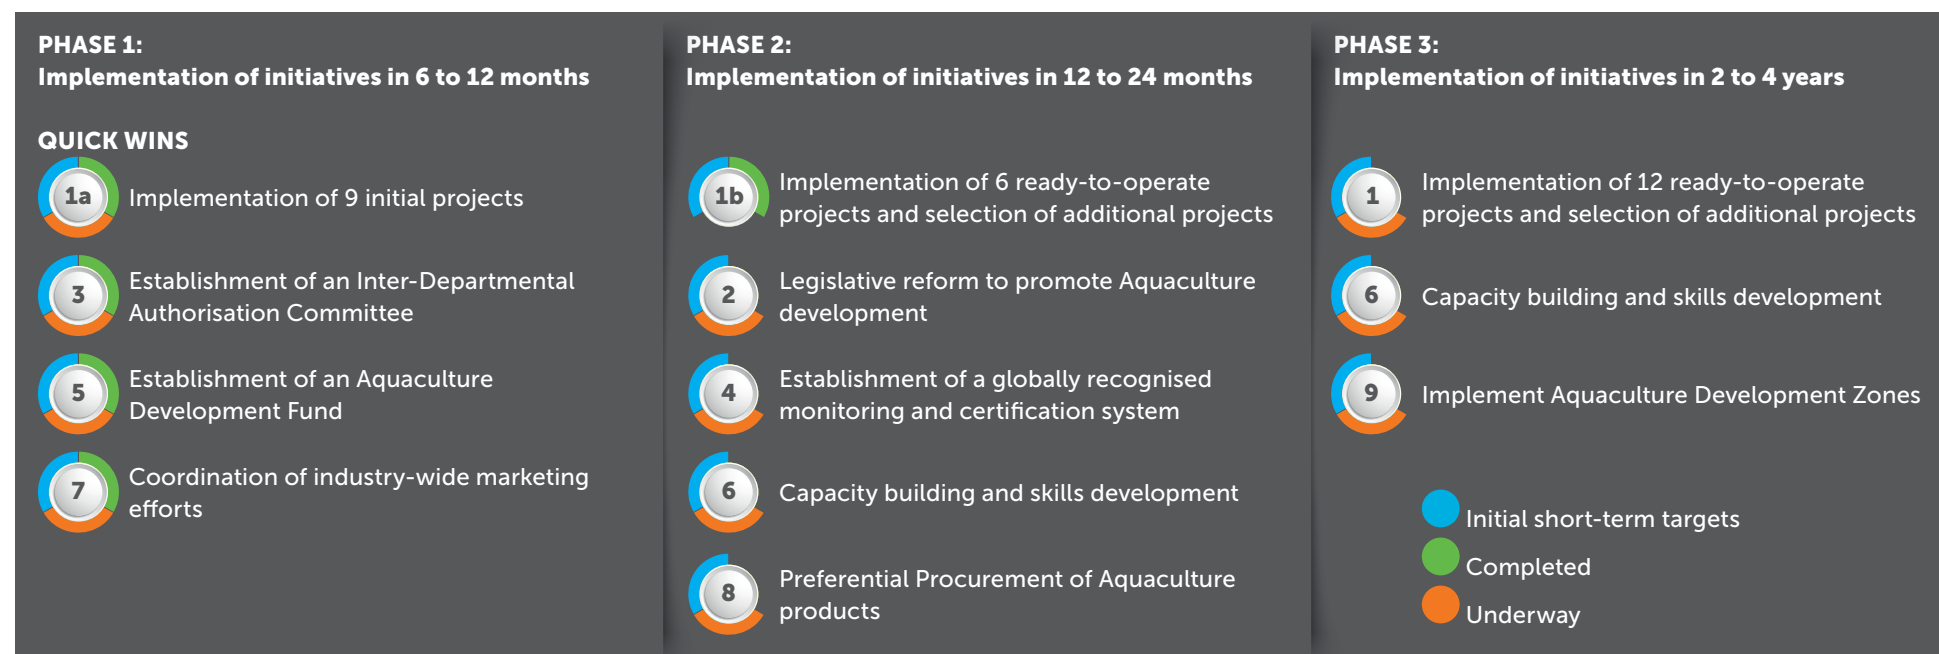 PHASE 1:
Implementation of initiatives in 6 to 12 months
QUICK WINS
1a
Implementation of 9 initial projects
3
Establishment of an Inter-Departmental
Authorisation Committee
5
Establishment of an Aquaculture
Development Fund
7
Coordination of industry-wide marketing
efforts
PHASE 2:
Implementation of initiatives in 12 to 24 months
1b
Implementation of 6 ready-to-operate
projects and selection of additional projects
2
Legislative reform to promote Aquaculture
development
4
Establishment of a globally recognised
monitoring and certification system
6
Capacity building and skills development
8
Preferential Procurement of Aquaculture
products
PHASE 3:
Implementation of initiatives in 2 to 4 years
1
Implementation of 12 ready-to-operate
projects and selection of additional projects
6
Capacity building and skills development
9
Implement Aquaculture Development Zones
Initial short-term targets
Completed
Underway